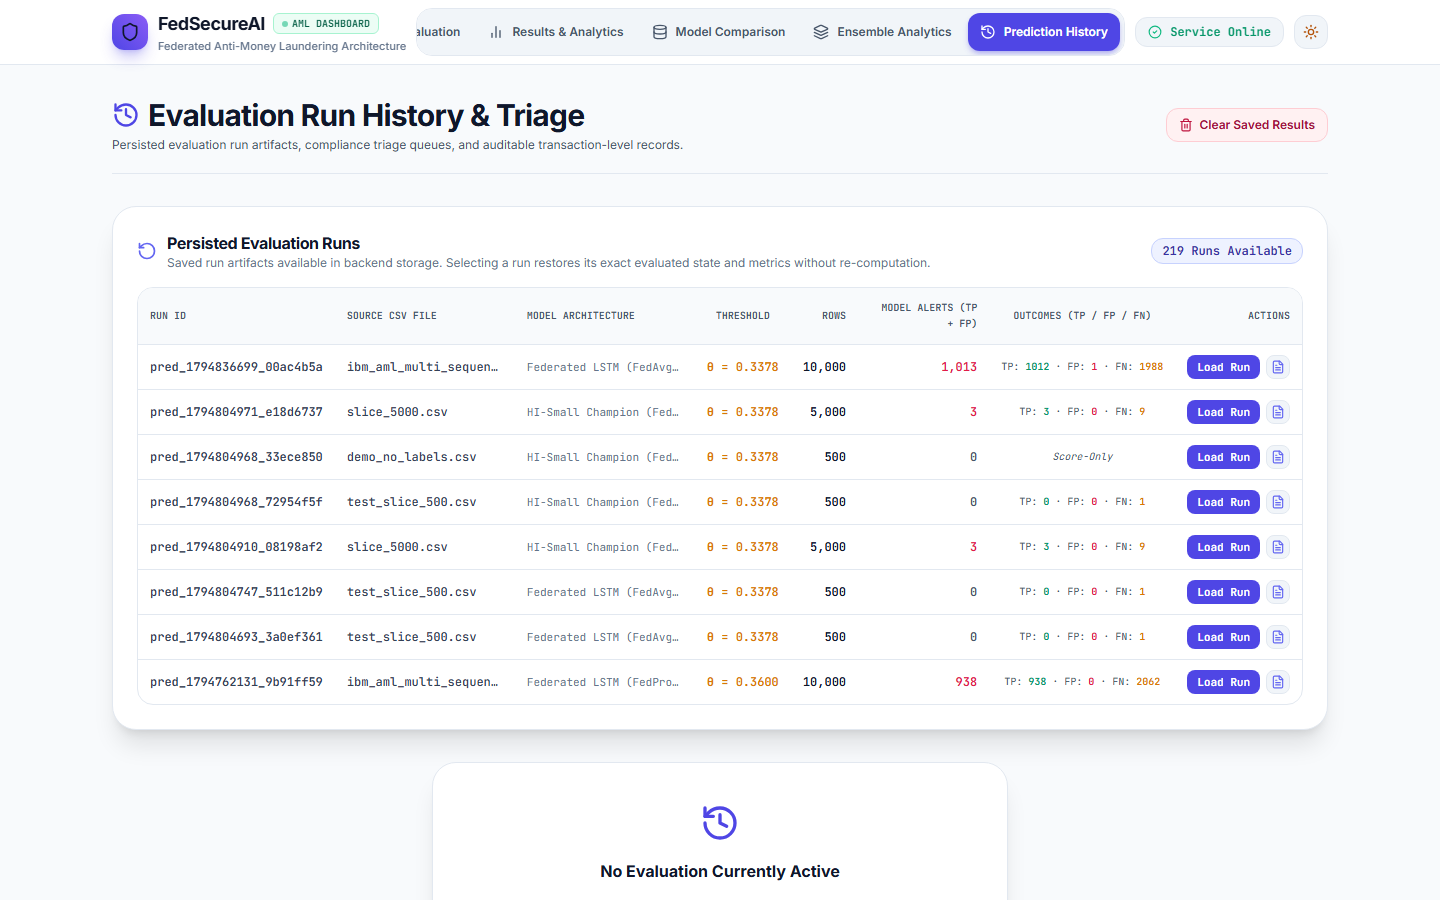 FedSecureAI
AML DASHBOARD
Federated Anti-Money Laundering Architecture
Results & Analytics
Model Comparison
Ensemble Analytics
Prediction History
Service Online
Evaluation Run History & Triage
Persisted evaluation run artifacts, compliance triage queues, and auditable transaction-level records.
Clear Saved Results
Persisted Evaluation Runs
Saved run artifacts available in backend storage. Selecting a run restores its exact evaluated state and metrics without re-computation.
219 Runs Available
RUN ID SOURCE CSV FILE MODEL ARCHITECTURE THRESHOLD ROWS MODEL ALERTS (TP + FP) OUTCOMES (TP / FP / FN) ACTIONS
pred_1794836699_00ac4b5a ibm_aml_multi_sequen… Federated LSTM (FedAvg… θ = 0.3378 10,000 1,013 TP: 1012 · FP: 1 · FN: 1988 Load Run
pred_1794804971_e18d6737 slice_5000.csv HI-Small Champion (Fed… θ = 0.3378 5,000 3 TP: 3 · FP: 0 · FN: 9 Load Run
pred_1794804968_33ece850 demo_no_labels.csv HI-Small Champion (Fed… θ = 0.3378 500 0 Score-Only Load Run
pred_1794804968_72954f5f test_slice_500.csv HI-Small Champion (Fed… θ = 0.3378 500 0 TP: 0 · FP: 0 · FN: 1 Load Run
pred_1794804910_08198af2 slice_5000.csv HI-Small Champion (Fed… θ = 0.3378 5,000 3 TP: 3 · FP: 0 · FN: 9 Load Run
pred_1794804747_511c12b9 test_slice_500.csv Federated LSTM (FedAvg… θ = 0.3378 500 0 TP: 0 · FP: 0 · FN: 1 Load Run
pred_1794804693_3a0ef361 test_slice_500.csv Federated LSTM (FedAvg… θ = 0.3378 500 0 TP: 0 · FP: 0 · FN: 1 Load Run
pred_1794762131_9b91ff59 ibm_aml_multi_sequen… Federated LSTM (FedPro… θ = 0.3600 10,000 938 TP: 938 · FP: 0 · FN: 2062 Load Run
No Evaluation Currently Active